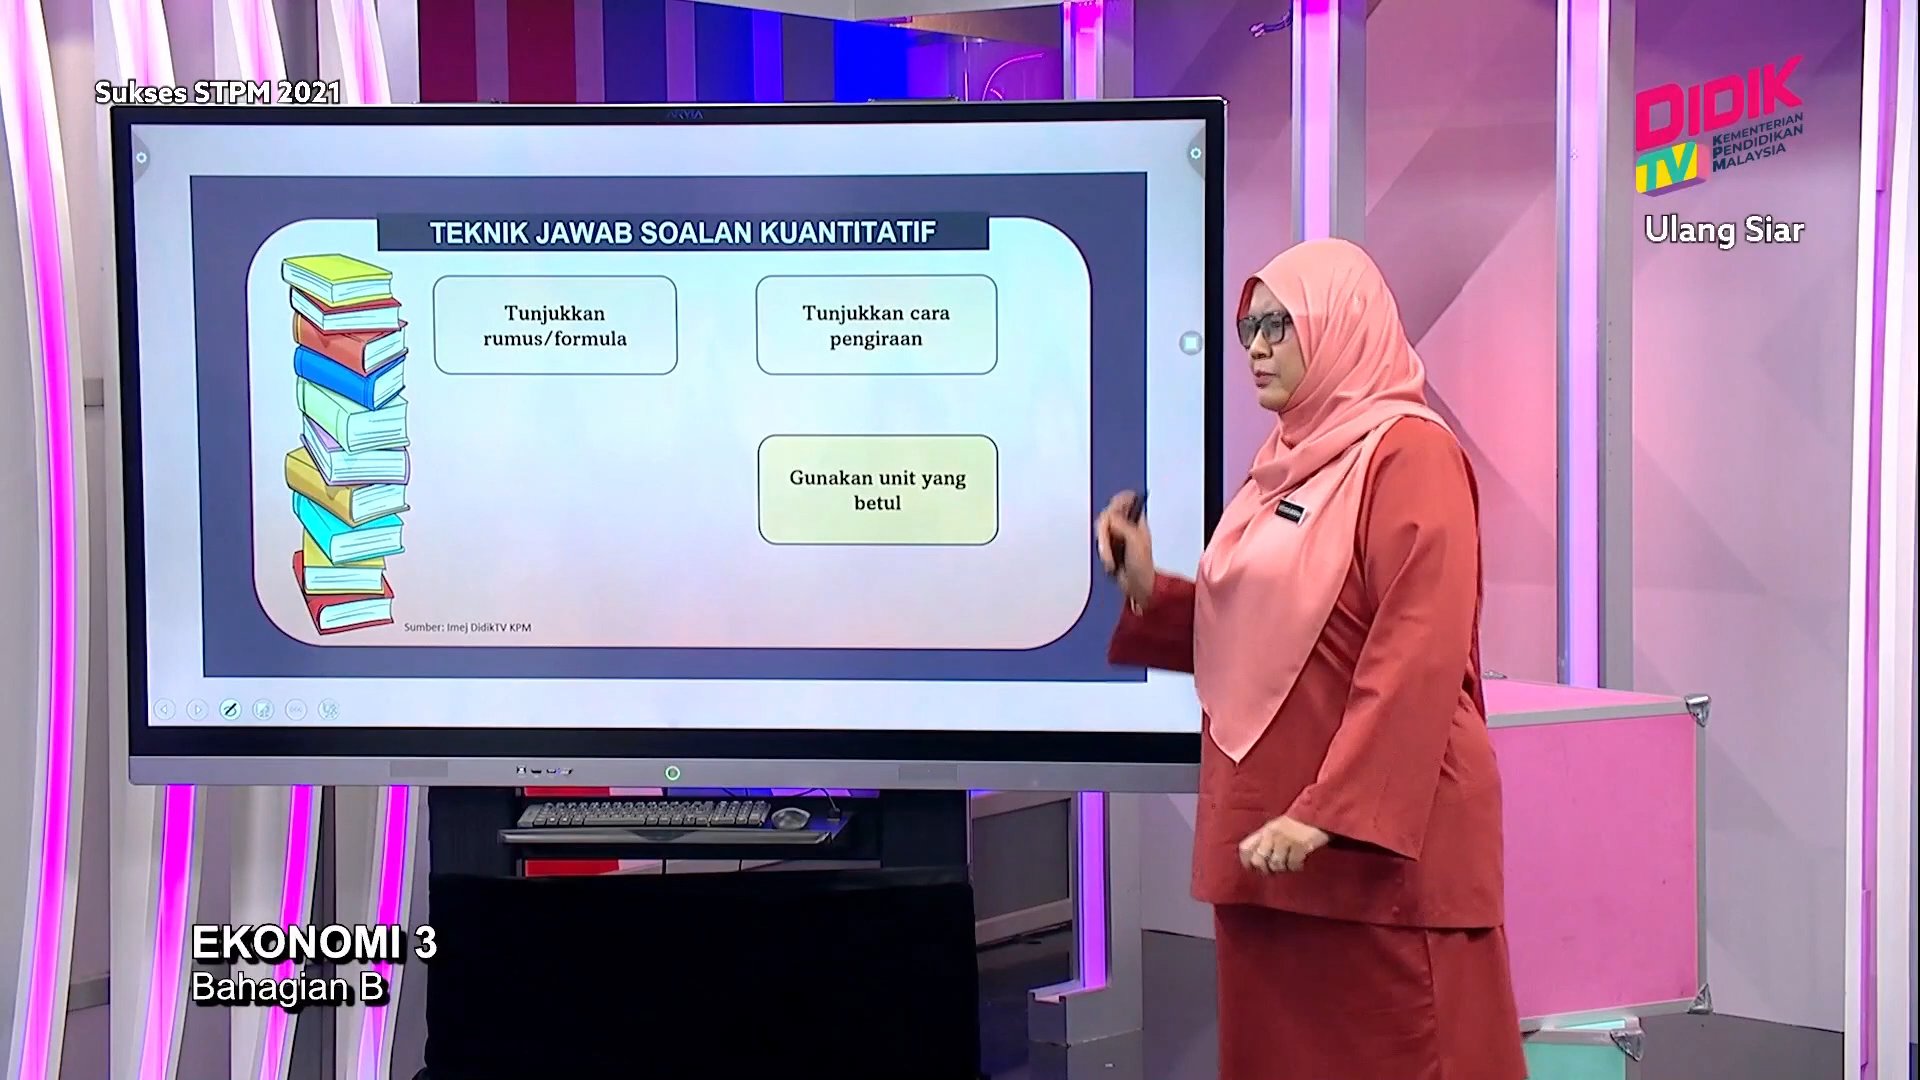 Sukses STPM 2021
DIDIK
TV
KEMENTERIAN
PENDIDIKAN
MALAYSIA
Ulang Siar
TEKNIK JAWAB SOALAN KUANTITATIF
Tunjukkan
rumus/formula
Tunjukkan cara
pengiraan
Gunakan unit yang
betul
Sumber: Imej DidikTV KPM
EKONOMI 3
Bahagian B